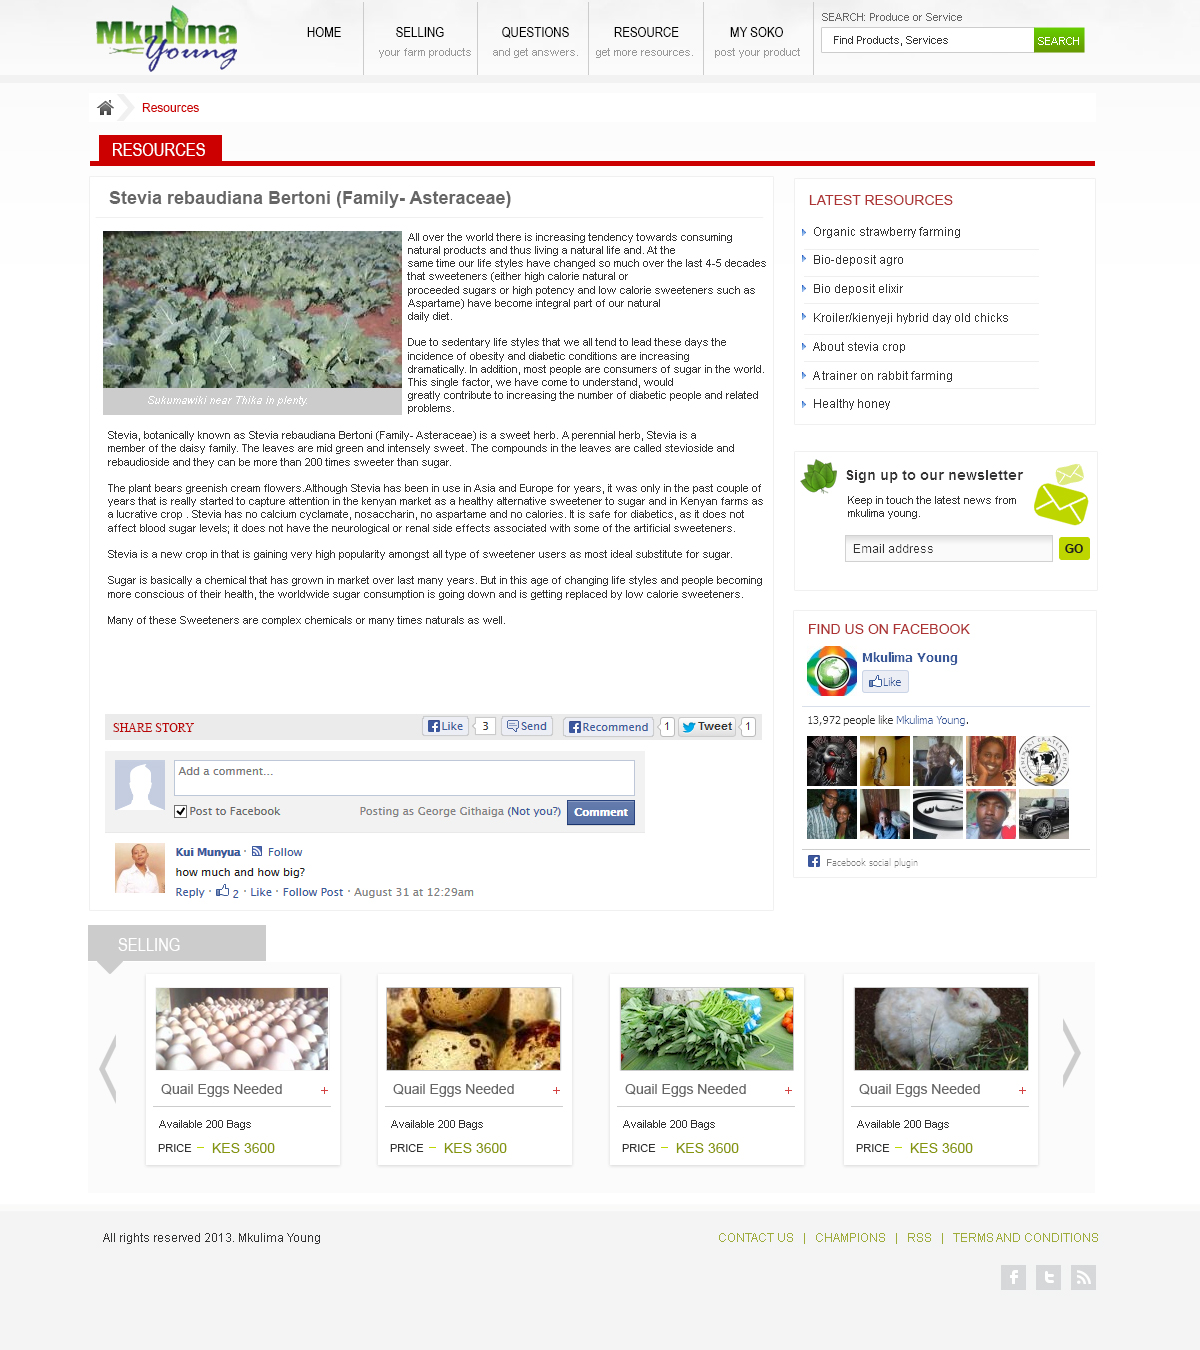 Mkulima
Young
HOME
SELLING
your farm products
QUESTIONS
and get answers.
RESOURCE
get more resources.
MY SOKO
post your product
SEARCH: Produce or Service
Find Products, Services
SEARCH
Resources
RESOURCES
Stevia rebaudiana Bertoni (Family- Asteraceae)
Sukumawiki near Thika in plenty.
All over the world there is increasing tendency towards consuming
natural products and thus living a natural life and. At the
same time our life styles have changed so much over the last 4-5 decades
that sweeteners (either high calorie natural or
proceeded sugars or high potency and low calorie sweeteners such as
Aspartame) have become integral part of our natural
daily diet.
Due to sedentary life styles that we all tend to lead these days the
incidence of obesity and diabetic conditions are increasing
dramatically. In addition, most people are consumers of sugar in the world.
This single factor, we have come to understand, would
greatly contribute to increasing the number of diabetic people and related
problems.
Stevia, botanically known as Stevia rebaudiana Bertoni (Family- Asteraceae) is a sweet herb. A perennial herb, Stevia is a
member of the daisy family. The leaves are mid green and intensely sweet. The compounds in the leaves are called stevioside and
rebaudioside and they can be more than 200 times sweeter than sugar.
The plant bears greenish cream flowers.Although Stevia has been in use in Asia and Europe for years, it was only in the past couple of
years that is really started to capture attention in the kenyan market as a healthy alternative sweetener to sugar and in Kenyan farms as
a lucrative crop . Stevia has no calcium cyclamate, nosaccharin, no aspartame and no calories. It is safe for diabetics, as it does not
affect blood sugar levels; it does not have the neurological or renal side effects associated with some of the artificial sweeteners.
Stevia is a new crop in that is gaining very high popularity amongst all type of sweetener users as most ideal substitute for sugar.
Sugar is basically a chemical that has grown in market over last many years. But in this age of changing life styles and people becoming
more conscious of their health, the worldwide sugar consumption is going down and is getting replaced by low calorie sweeteners.
Many of these Sweeteners are complex chemicals or many times naturals as well.
SHARE STORY
Like 3
Send
Recommend 1
Tweet 1
Add a comment...
Post to Facebook
Posting as George Githaiga (Not you?)
Comment
Kui Munyua · Follow
how much and how big?
Reply · 2 · Like · Follow Post · August 31 at 12:29am
LATEST RESOURCES
Organic strawberry farming
Bio-deposit agro
Bio deposit elixir
Kroiler/kienyeji hybrid day old chicks
About stevia crop
A trainer on rabbit farming
Healthy honey
Sign up to our newsletter
Keep in touch the latest news from
mkulima young.
Email address
GO
FIND US ON FACEBOOK
Mkulima Young
Like
13,972 people like Mkulima Young.
Facebook social plugin
SELLING
Quail Eggs Needed +
Available 200 Bags
PRICE – KES 3600
Quail Eggs Needed +
Available 200 Bags
PRICE – KES 3600
Quail Eggs Needed +
Available 200 Bags
PRICE – KES 3600
Quail Eggs Needed +
Available 200 Bags
PRICE – KES 3600
All rights reserved 2013. Mkulima Young
CONTACT US | CHAMPIONS | RSS | TERMS AND CONDITIONS